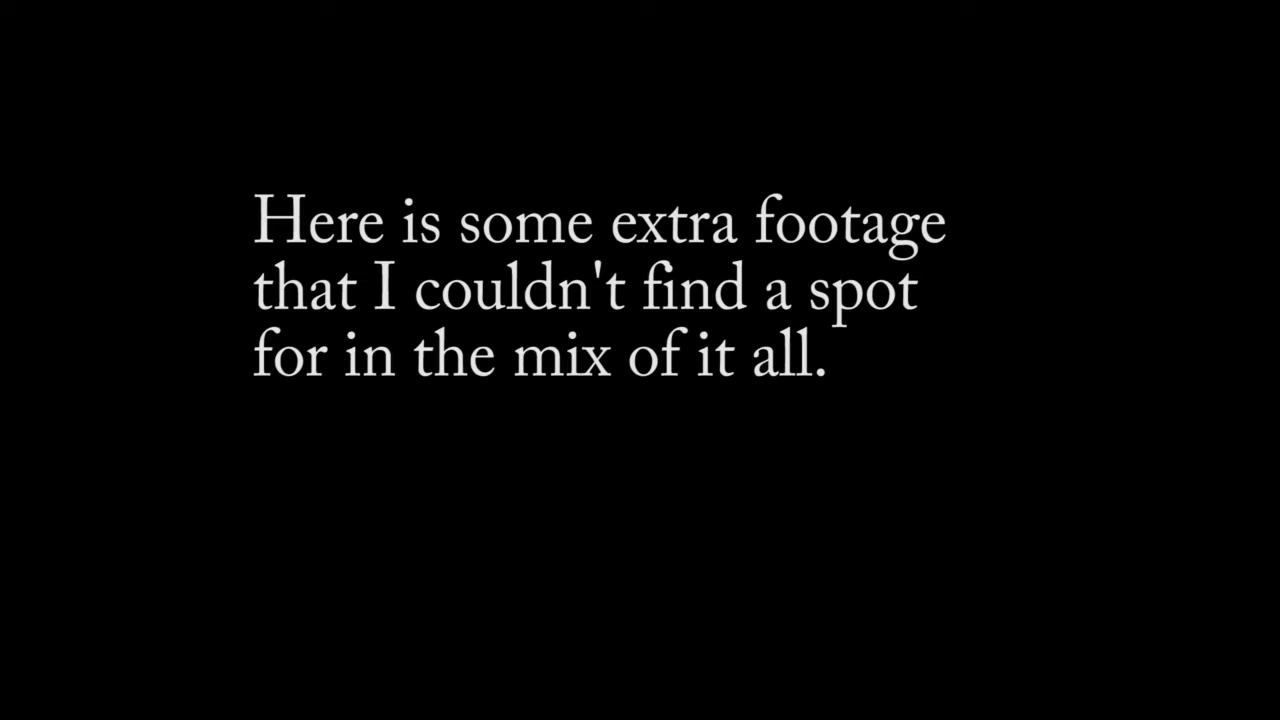 Here is some extra footage
that I couldn't find a spot
for in the mix of it all.